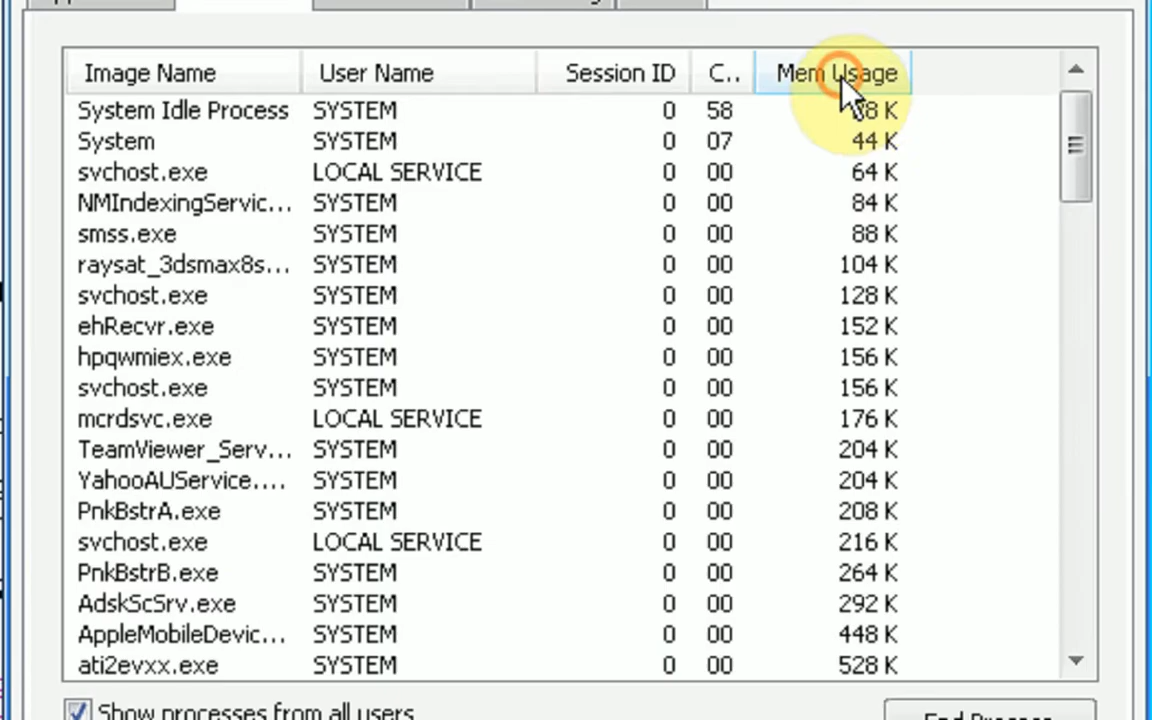 Image Name User Name Session ID C.. Mem Usage
System Idle Process SYSTEM 0 58 28 K
System SYSTEM 0 07 44 K
svchost.exe LOCAL SERVICE 0 00 64 K
NMIndexingServic... SYSTEM 0 00 84 K
smss.exe SYSTEM 0 00 88 K
raysat_3dsmax8s... SYSTEM 0 00 104 K
svchost.exe SYSTEM 0 00 128 K
ehRecvr.exe SYSTEM 0 00 152 K
hpqwmiex.exe SYSTEM 0 00 156 K
svchost.exe SYSTEM 0 00 156 K
mcrdsvc.exe LOCAL SERVICE 0 00 176 K
TeamViewer_Serv... SYSTEM 0 00 204 K
YahooAUService.... SYSTEM 0 00 204 K
PnkBstrA.exe SYSTEM 0 00 208 K
svchost.exe LOCAL SERVICE 0 00 216 K
PnkBstrB.exe SYSTEM 0 00 264 K
AdskScSrv.exe SYSTEM 0 00 292 K
AppleMobileDevic... SYSTEM 0 00 448 K
ati2evxx.exe SYSTEM 0 00 528 K
Show processes from all users End Process